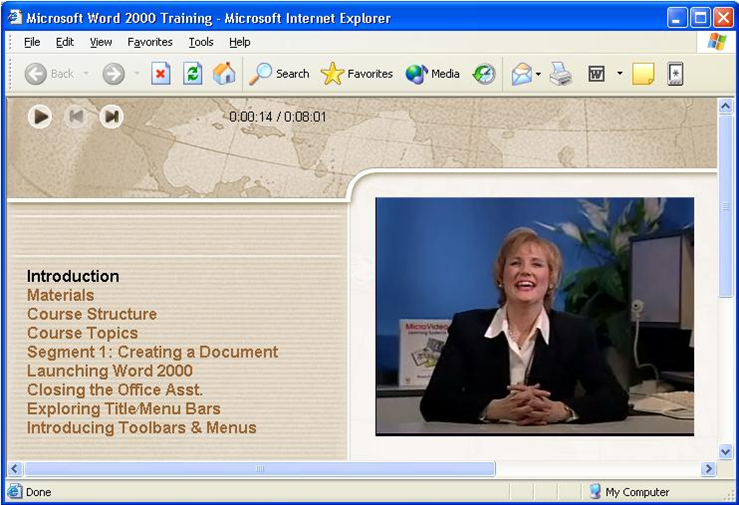 Microsoft Word 2000 Training - Microsoft Internet Explorer
File Edit View Favorites Tools Help
Back Search Favorites Media
0:00:14 / 0:08:01
Introduction
Materials
Course Structure
Course Topics
Segment 1: Creating a Document
Launching Word 2000
Closing the Office Asst.
Exploring Title/Menu Bars
Introducing Toolbars & Menus
MicroVideo
Learning Systems
Done My Computer